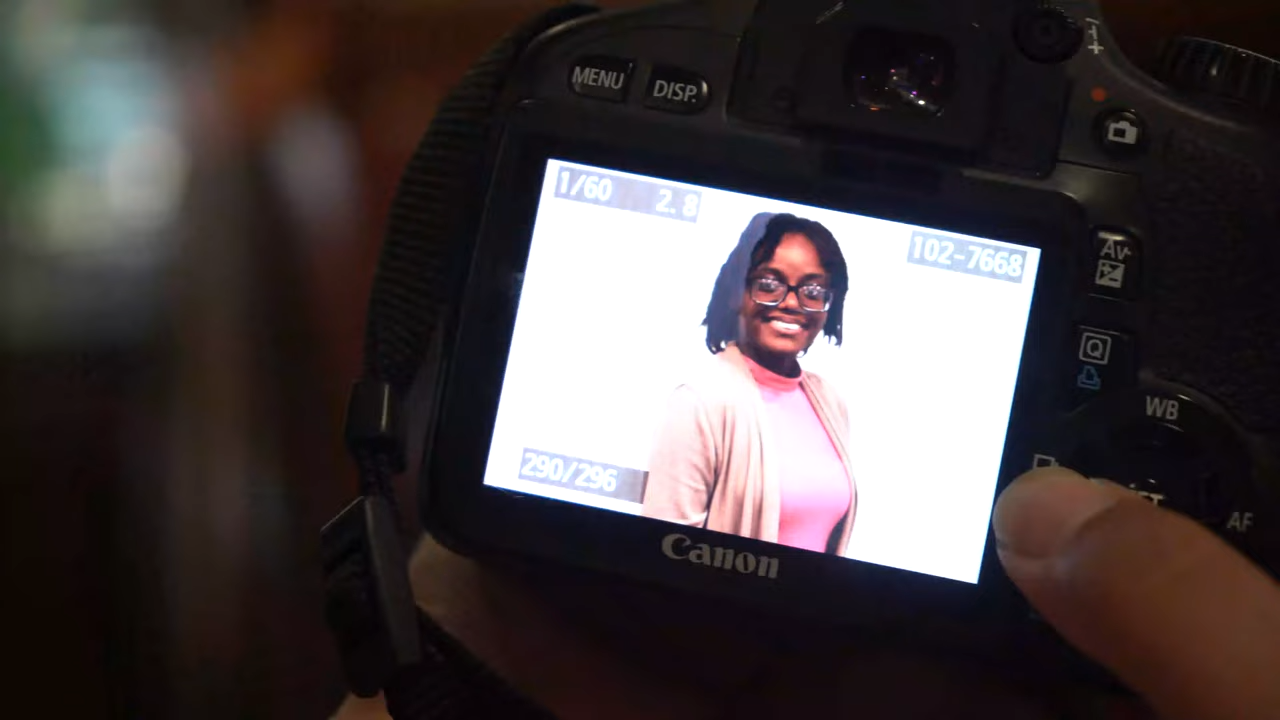 MENU DISP.
1/60 2.8
102-7668
Av
Q
WB
290/296
AF
Canon